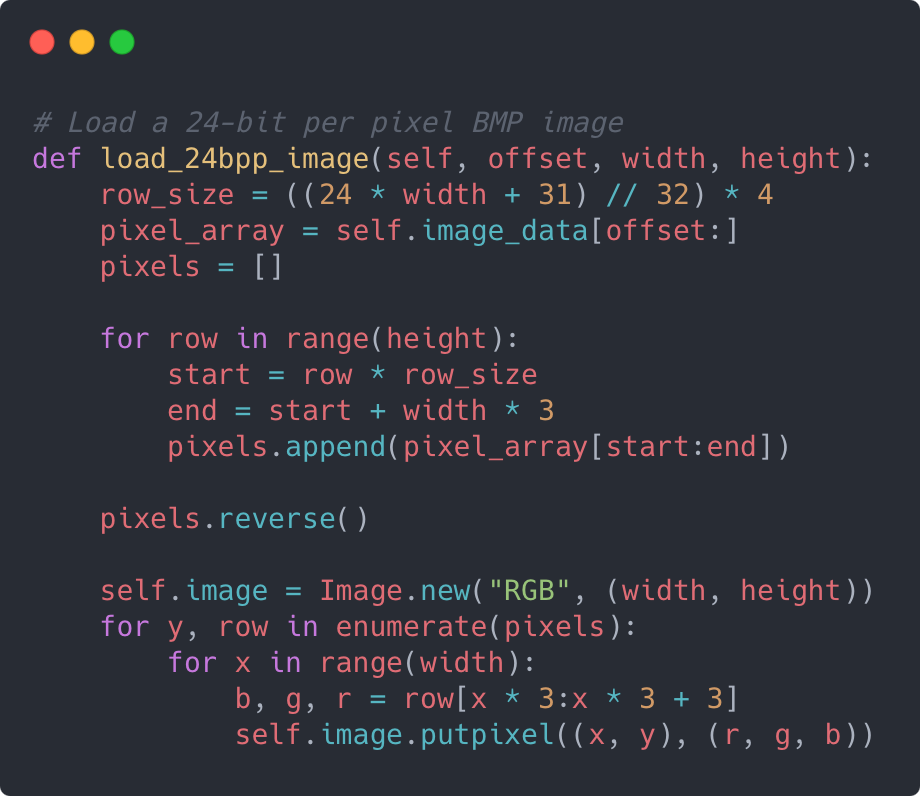 # Load a 24-bit per pixel BMP image
def load_24bpp_image(self, offset, width, height):
    row_size = ((24 * width + 31) // 32) * 4
    pixel_array = self.image_data[offset:]
    pixels = []

    for row in range(height):
        start = row * row_size
        end = start + width * 3
        pixels.append(pixel_array[start:end])

    pixels.reverse()

    self.image = Image.new("RGB", (width, height))
    for y, row in enumerate(pixels):
        for x in range(width):
            b, g, r = row[x * 3:x * 3 + 3]
            self.image.putpixel((x, y), (r, g, b))